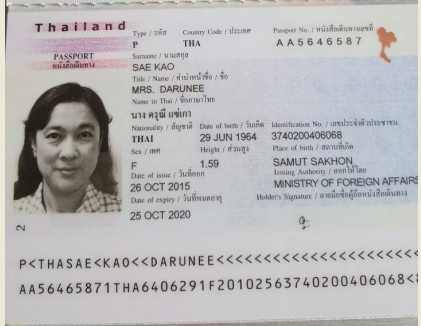 Thailand
PASSPORT
หนังสือเดินทาง
Type / รหัส Country Code / ประเทศ Passport No. / หนังสือเดินทางเลขที่
P THA AA5646587
Surname / นามสกุล
SAE KAO
Title / Name / คำนำหน้าชื่อ / ชื่อ
MRS. DARUNEE
Name in Thai / ชื่อภาษาไทย
นาง ดรุณี แซ่เกา
Nationality / สัญชาติ Date of birth / วันเกิด Identification No. / เลขประจำตัวประชาชน
THAI 29 JUN 1964 3740200406068
Sex / เพศ Height / ส่วนสูง Place of birth / สถานที่เกิด
F 1.59 SAMUT SAKHON
Date of issue / วันที่ออก Issuing Authority / ออกให้โดย
26 OCT 2015 MINISTRY OF FOREIGN AFFAIRS
Date of expiry / วันที่หมดอายุ Holder's Signature / ลายมือชื่อผู้ถือหนังสือเดินทาง
25 OCT 2020
2
P<THASAE<KAO<<DARUNEE<<<<<<<<<<<<<<<<<<<<<<
AA56465871THA6406291F20102563740200406068<